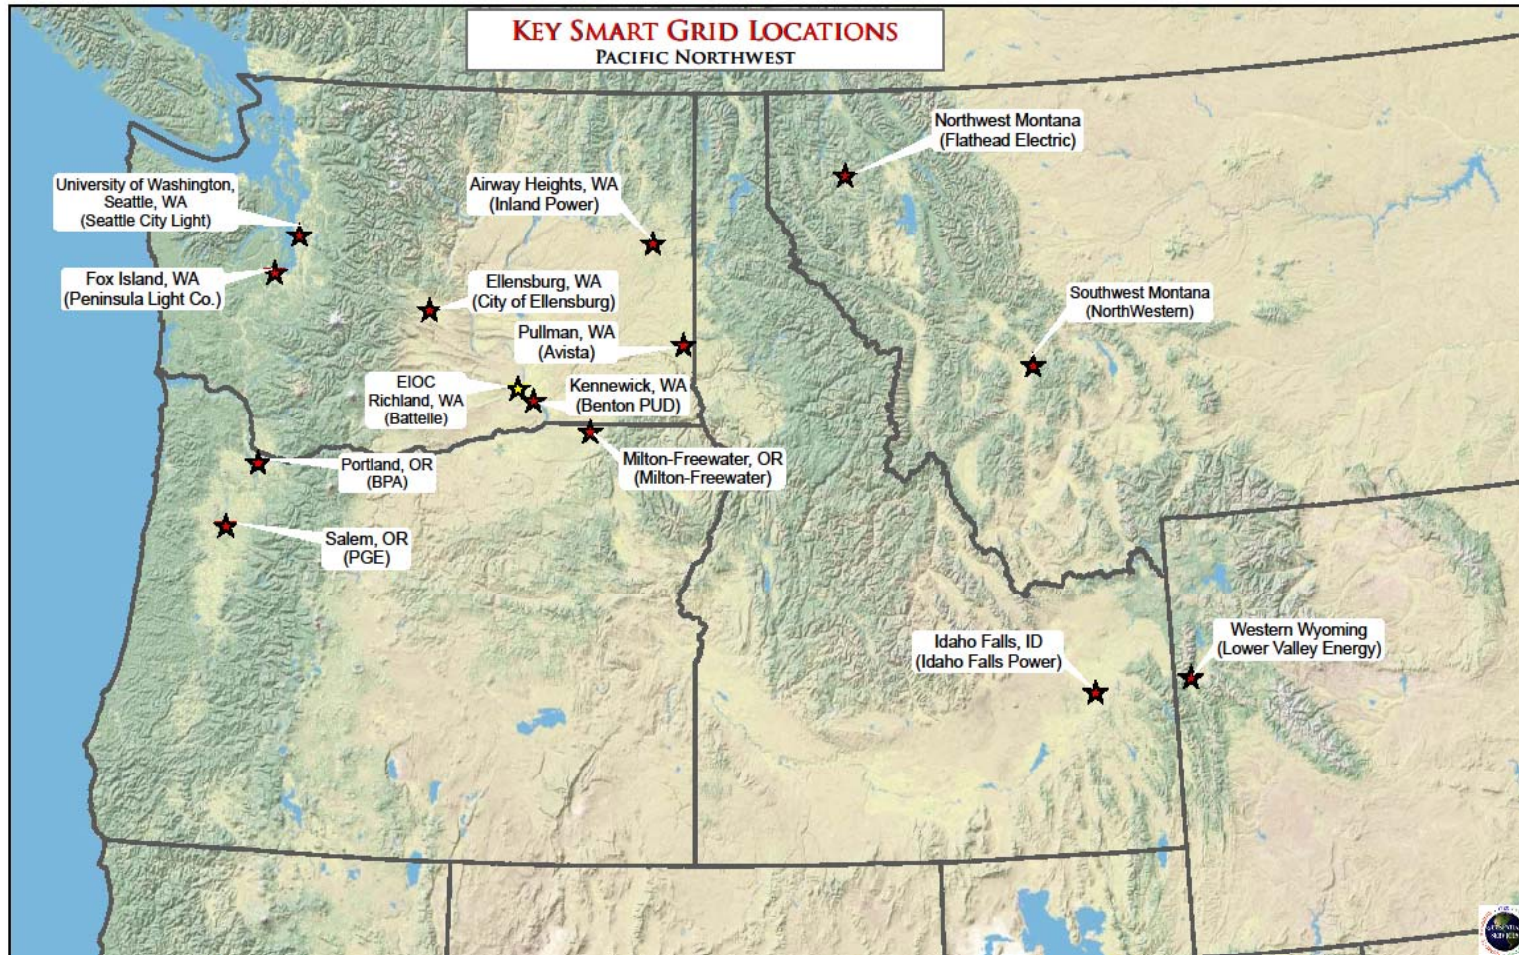 KEY SMART GRID LOCATIONS
PACIFIC NORTHWEST
Northwest Montana
(Flathead Electric)
University of Washington,
Seattle, WA
(Seattle City Light)
Airway Heights, WA
(Inland Power)
Fox Island, WA
(Peninsula Light Co.)
Ellensburg, WA
(City of Ellensburg)
Southwest Montana
(NorthWestern)
Pullman, WA
(Avista)
EIOC
Richland, WA
(Battelle)
Kennewick, WA
(Benton PUD)
Portland, OR
(BPA)
Milton-Freewater, OR
(Milton-Freewater)
Salem, OR
(PGE)
Idaho Falls, ID
(Idaho Falls Power)
Western Wyoming
(Lower Valley Energy)